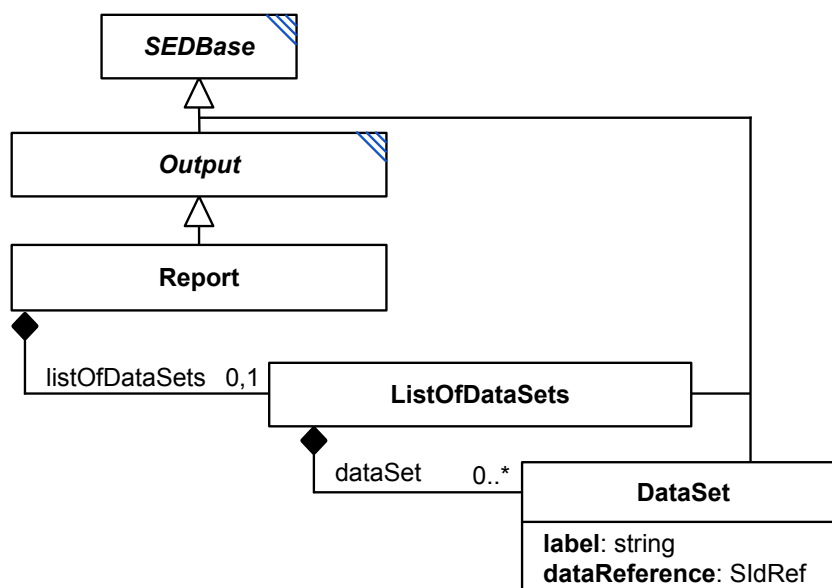 SEDBase
Output
Report
listOfDataSets 0,1
ListOfDataSets
dataSet 0..*
DataSet
label: string
dataReference: SIdRef